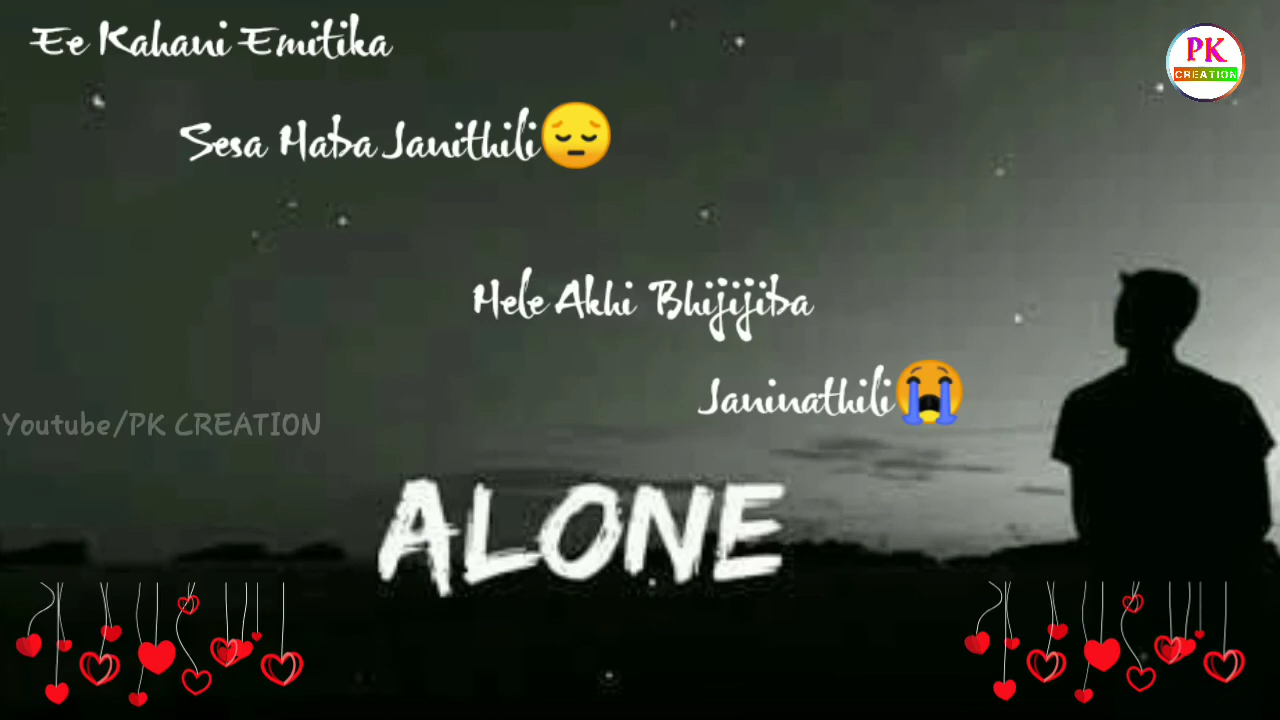 Ee Kahani Emitika
PK
CREATION
Sesa Haba Janithili😔
Hele Akhi Bhijijiba
Janinathili😭
Youtube/PK CREATION
ALONE